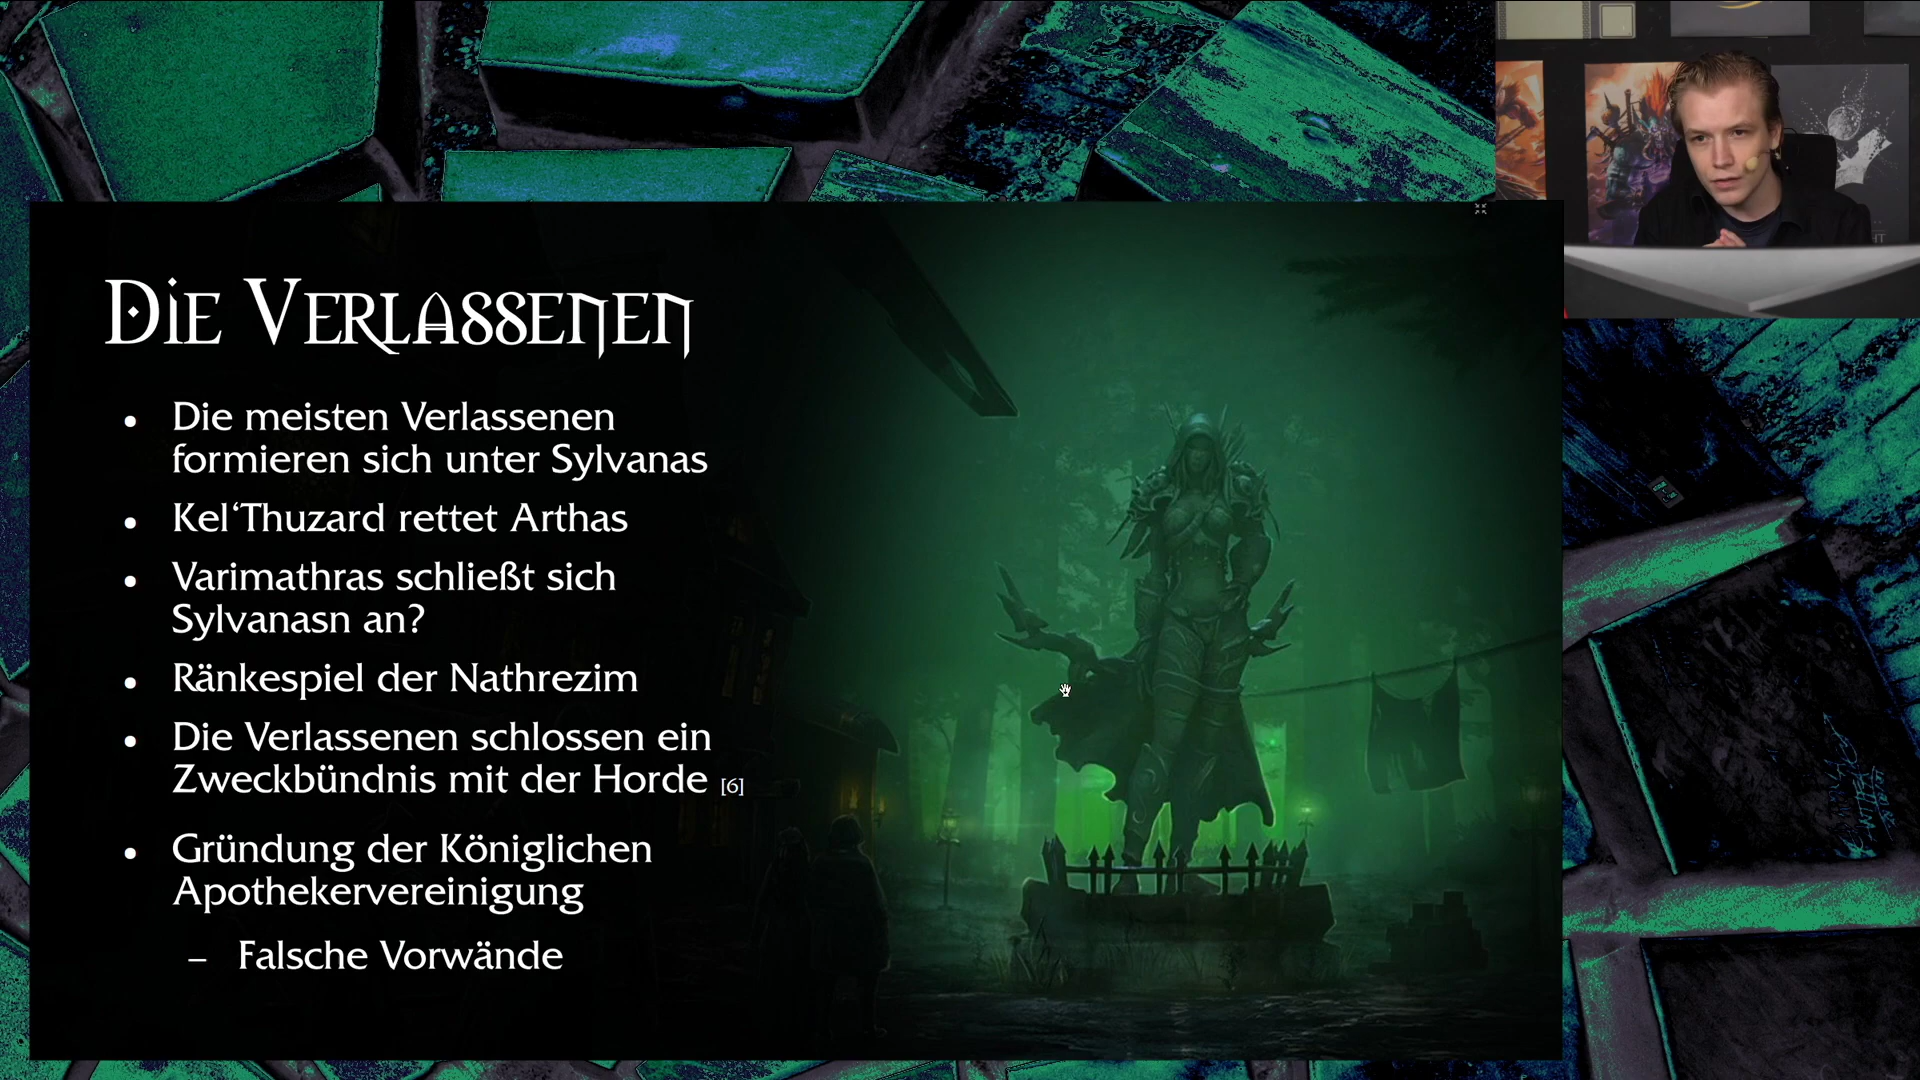 Die Verlassenen
• Die meisten Verlassenen
formieren sich unter Sylvanas
• Kel‘Thuzard rettet Arthas
• Varimathras schließt sich
Sylvanasn an?
• Ränkespiel der Nathrezim
• Die Verlassenen schlossen ein
Zweckbündnis mit der Horde [6]
• Gründung der Königlichen
Apothekervereinigung
– Falsche Vorwände